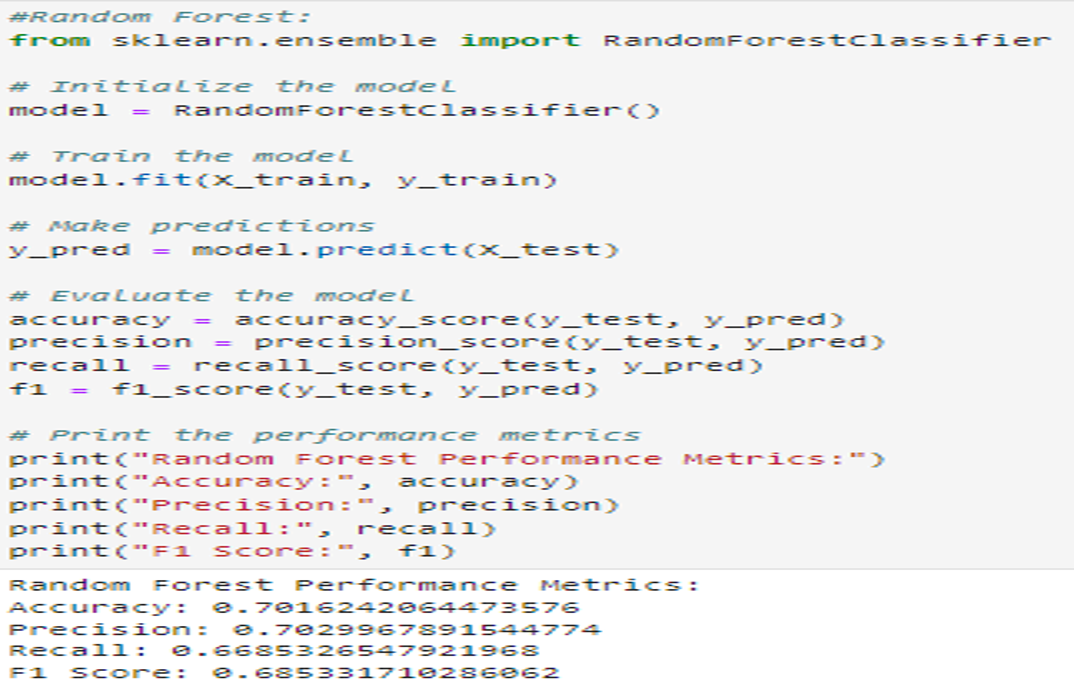 #Random Forest:
from sklearn.ensemble import RandomForestClassifier
# Initialize the model
model = RandomForestClassifier()
# Train the model
model.fit(X_train, y_train)
# Make predictions
y_pred = model.predict(X_test)
# Evaluate the model
accuracy = accuracy_score(y_test, y_pred)
precision = precision_score(y_test, y_pred)
recall = recall_score(y_test, y_pred)
f1 = f1_score(y_test, y_pred)
# Print the performance metrics
print("Random Forest Performance Metrics:")
print("Accuracy:", accuracy)
print("Precision:", precision)
print("Recall:", recall)
print("F1 Score:", f1)
Random Forest Performance Metrics:
Accuracy: 0.7016242064473576
Precision: 0.7029967891544774
Recall: 0.6685326547921968
F1 Score: 0.685331710286062